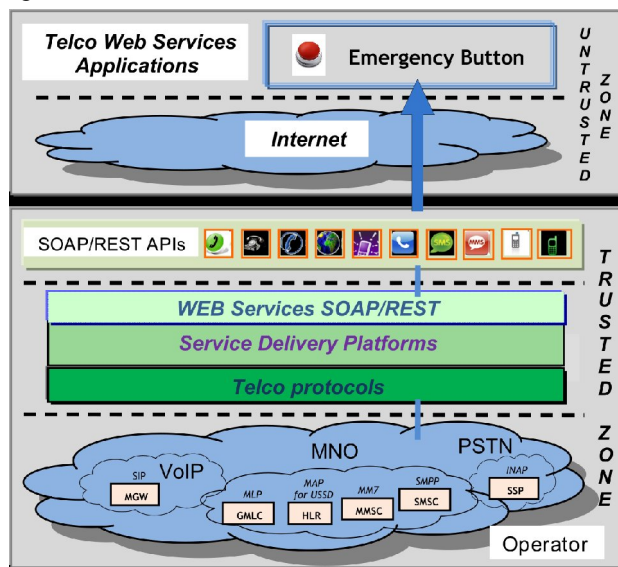 Telco Web Services
Applications
Emergency Button
UNTRUSTED
ZONE
Internet
SOAP/REST APIs
SMS
MMS
WEB Services SOAP/REST
Service Delivery Platforms
Telco protocols
TRUSTED
ZONE
MNO
PSTN
VoIP
SIP
MGW
MLP
GMLC
MAP
for USSD
HLR
MM7
MMSC
SMPP
SMSC
INAP
SSP
Operator